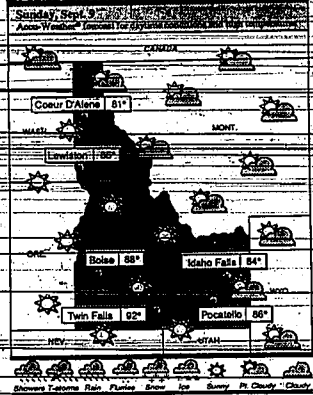 Sunday, Sept. 9
Accu-Weather® forecast for daytime conditions and high temperatures
CANADA
Coeur D'Alene 81°
WASH.
MONT.
Lewiston
ORE.
Boise 88°
Idaho Falls 84°
WYO.
Twin Falls 92°
Pocatello 86°
NEV.
UTAH
Showers T-storms Rain Flurries Snow Ice Sunny Pt. Cloudy Cloudy